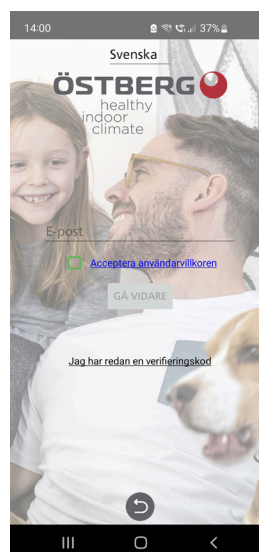 14:00
37%
Svenska
ÖSTBERG
healthy
indoor
climate
E-post
Acceptera användarvillkoren
GÅ VIDARE
Jag har redan en verifieringskod